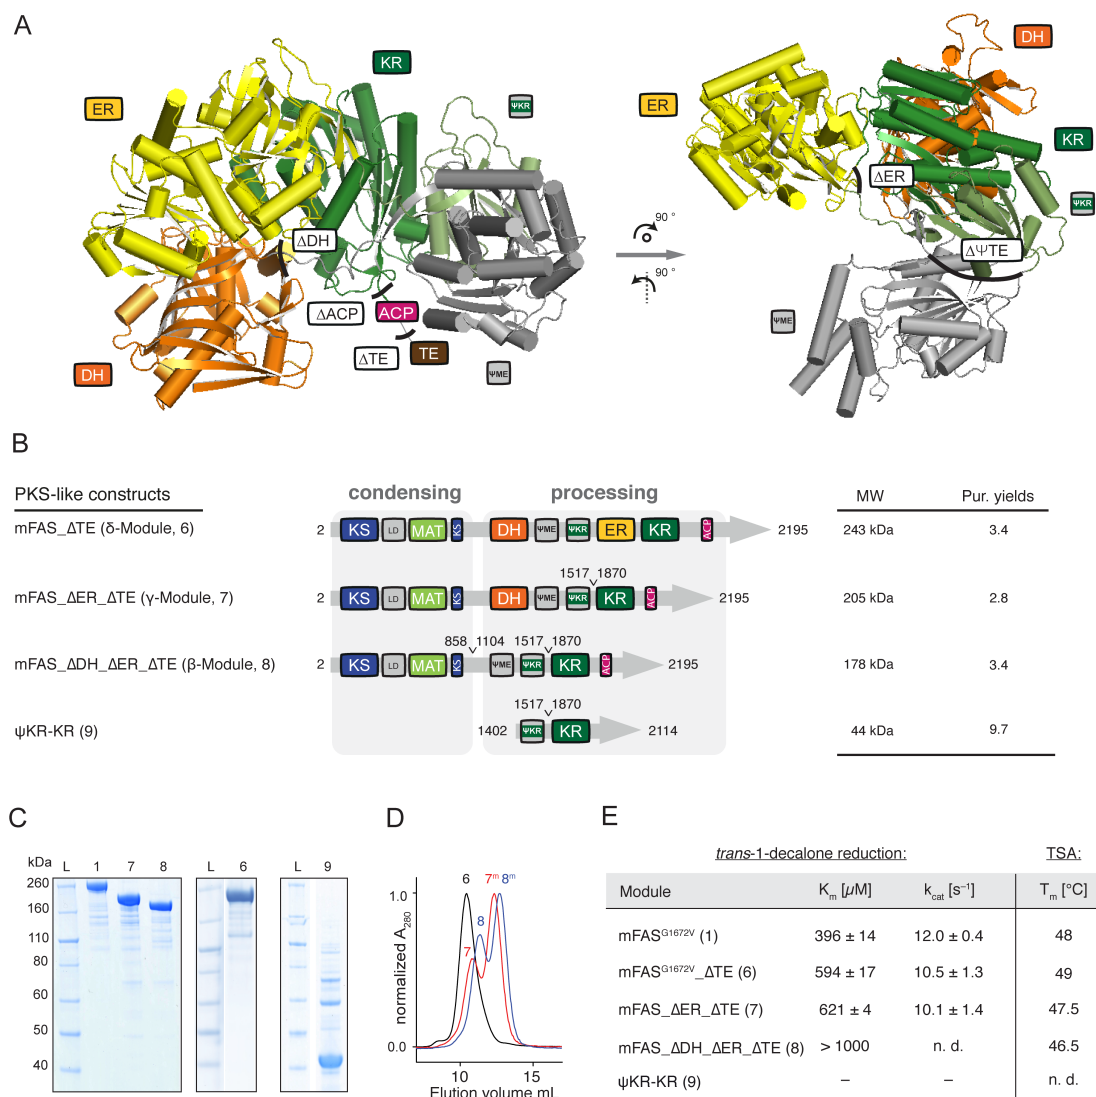 A
KR
ER
ΨKR
ΔDH
ΔACP
ACP
ΔTE
TE
DH
ΨME
90 °
90 °
DH
ER
KR
ΔER
ΨKR
ΔΨTE
ΨME
B
PKS-like constructs
condensing
processing
MW
Pur. yields
mFAS_ΔTE (δ-Module, 6)
2 KS LD MAT KS DH ΨME ΨKR ER KR ACP 2195
243 kDa
3.4
1517 1870
mFAS_ΔER_ΔTE (γ-Module, 7)
2 KS LD MAT KS DH ΨME ΨKR KR ACP 2195
205 kDa
2.8
858 1104 1517 1870
mFAS_ΔDH_ΔER_ΔTE (β-Module, 8)
2 KS LD MAT KS ΨME ΨKR KR ACP 2195
178 kDa
3.4
1517 1870
ψKR-KR (9)
1402 ΨKR KR 2114
44 kDa
9.7
C
kDa L 1 7 8
260
160
110
80
60
50
40
L 6
L 9
D
6 7ᵐ 8ᵐ
8
7
1.0
0.0
normalized A₂₈₀
10 15
Elution volume mL
E
trans-1-decalone reduction: TSA:
Module Kₘ [µM] k_cat [s⁻¹] Tₘ [°C]
mFAS^G1672V (1) 396 ± 14 12.0 ± 0.4 48
mFAS^G1672V_ΔTE (6) 594 ± 17 10.5 ± 1.3 49
mFAS_ΔER_ΔTE (7) 621 ± 4 10.1 ± 1.4 47.5
mFAS_ΔDH_ΔER_ΔTE (8) > 1000 n. d. 46.5
ψKR-KR (9) – – n. d.